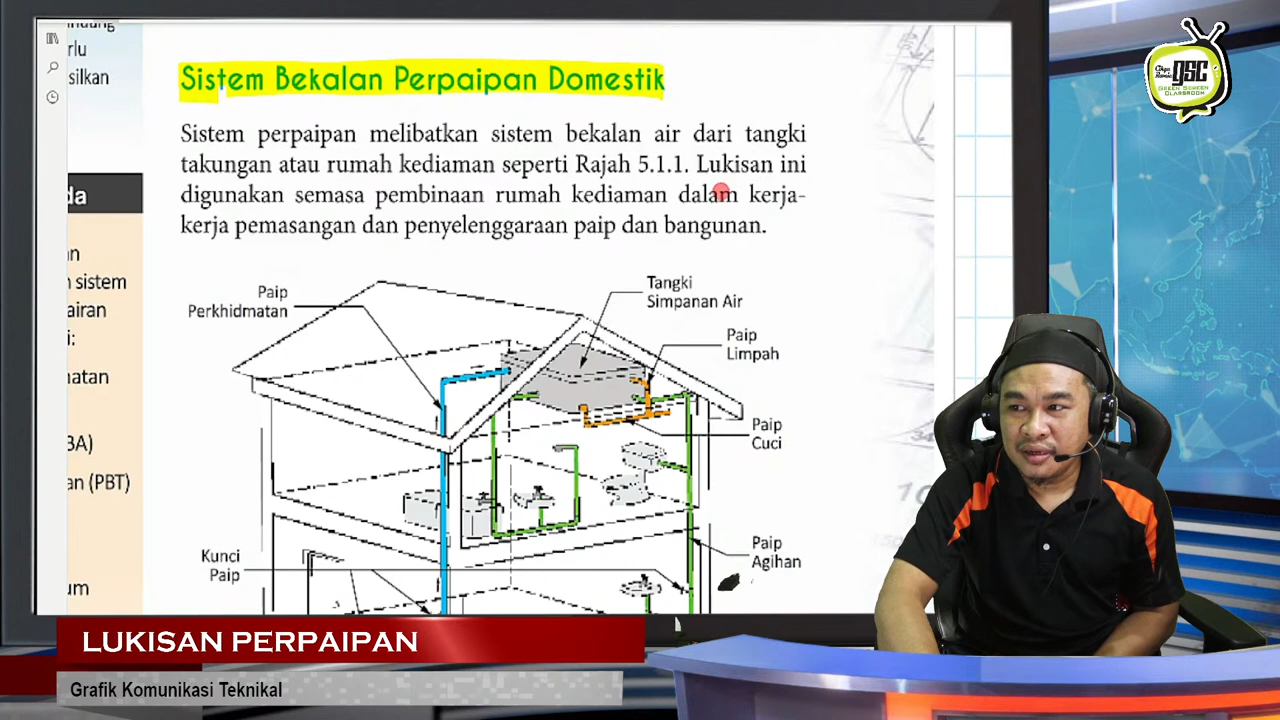 rlu
silkan
da
n sistem
airan
i:
natan
BA)
an (PBT)
um
Sistem Bekalan Perpaipan Domestik
Sistem perpaipan melibatkan sistem bekalan air dari tangki
takungan atau rumah kediaman seperti Rajah 5.1.1. Lukisan ini
digunakan semasa pembinaan rumah kediaman dalam kerja-
kerja pemasangan dan penyelenggaraan paip dan bangunan.
Paip
Perkhidmatan
Tangki
Simpanan Air
Paip
Limpah
Paip
Cuci
Kunci
Paip
Paip
Agihan
gsc
GREEN SCREEN
CLASSROOM
LUKISAN PERPAIPAN
Grafik Komunikasi Teknikal